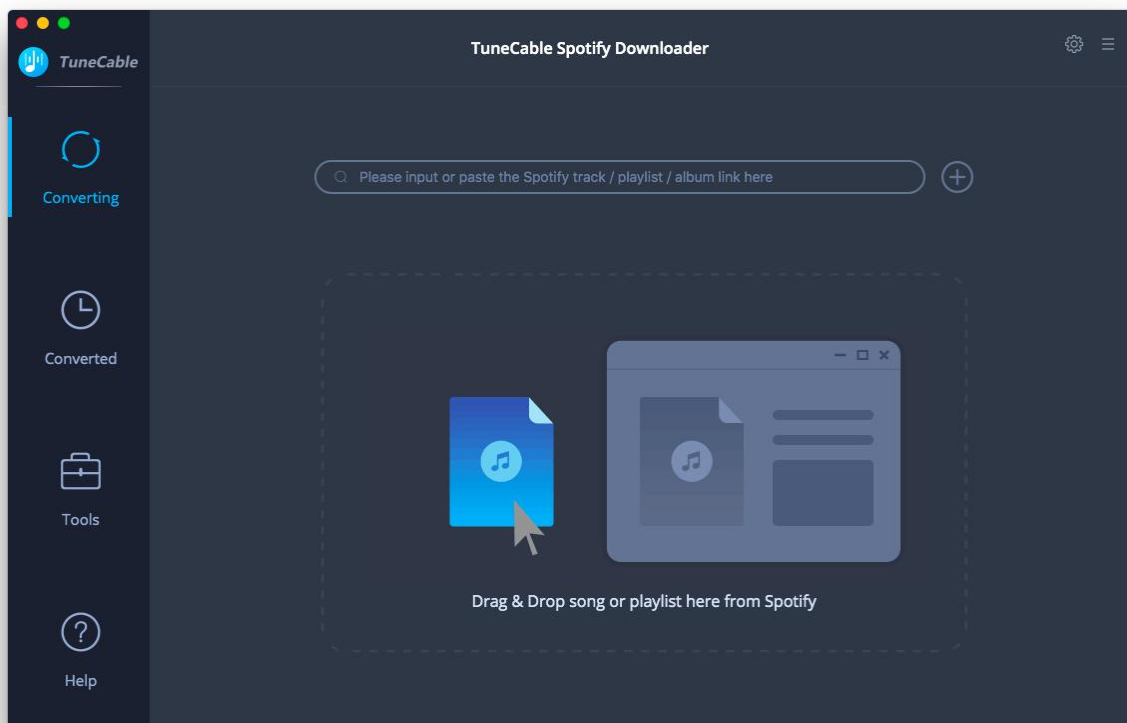 TuneCable
TuneCable Spotify Downloader
Please input or paste the Spotify track / playlist / album link here
Converting
Converted
Tools
Help
Drag & Drop song or playlist here from Spotify